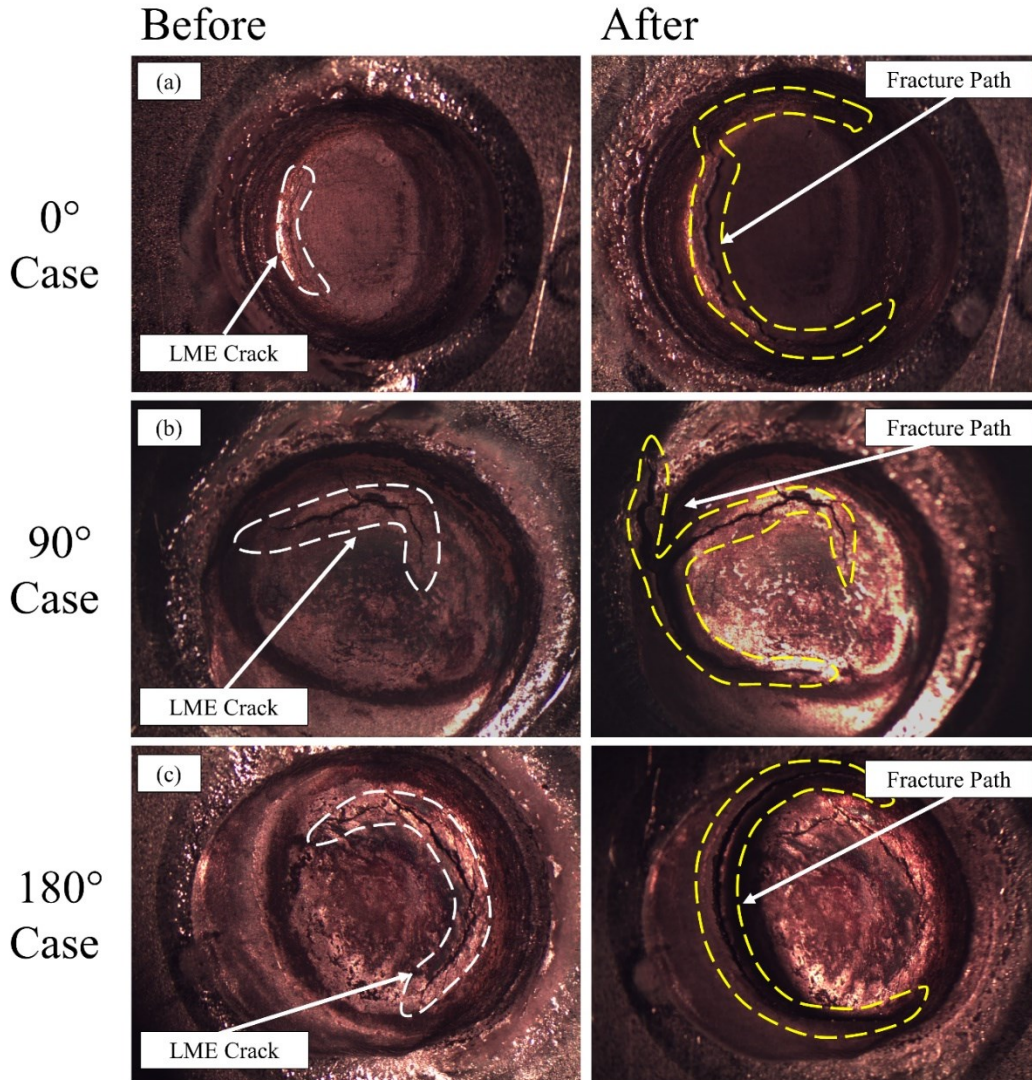 Before
After
(a)
Fracture Path
0°
Case
LME Crack
(b)
Fracture Path
90°
Case
LME Crack
(c)
Fracture Path
180°
Case
LME Crack